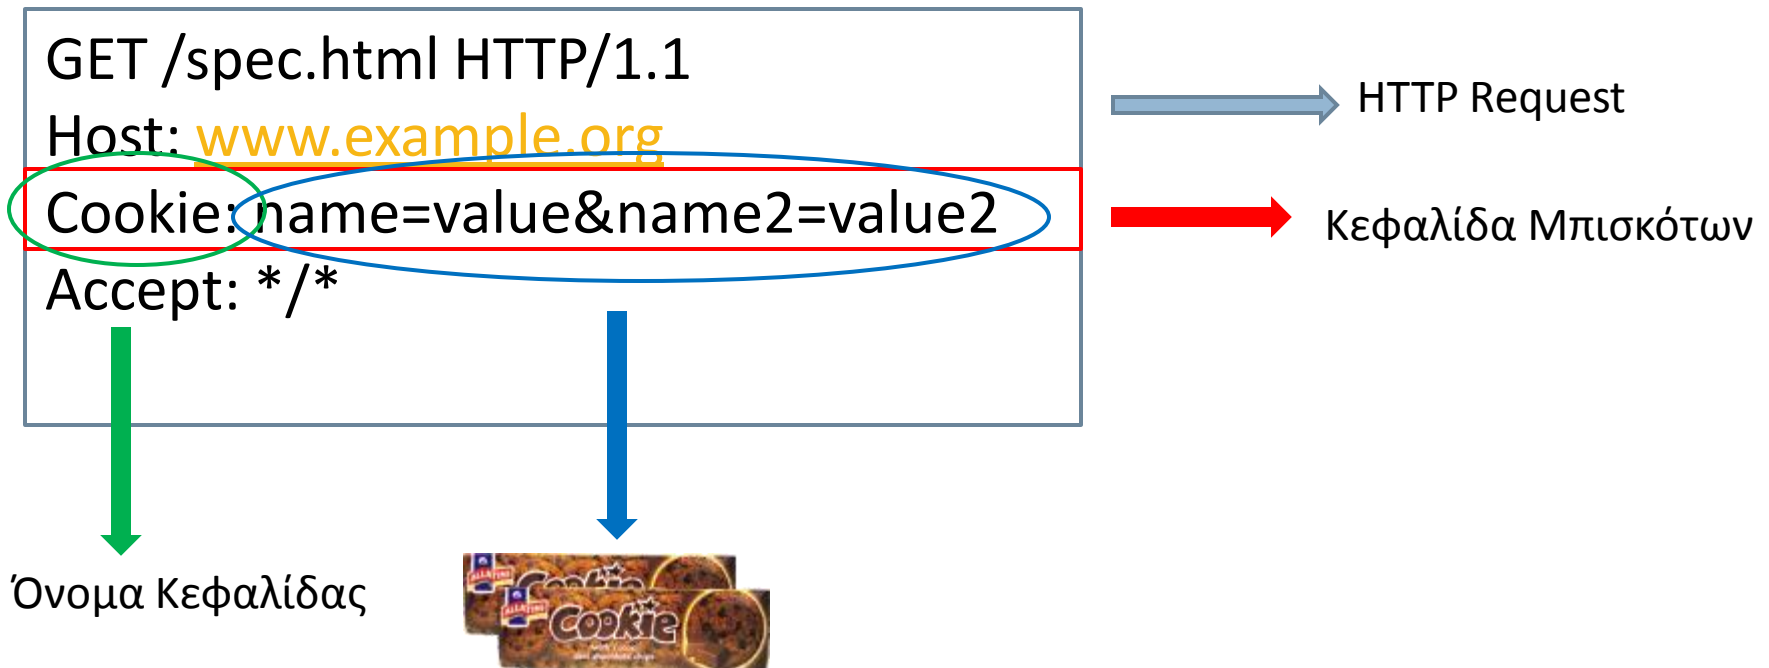 GET /spec.html HTTP/1.1
Host: www.example.org
Cookie: name=value&name2=value2
Accept: */*
HTTP Request
Κεφαλίδα Μπισκότων
Όνομα Κεφαλίδας
Cookie
Cookie